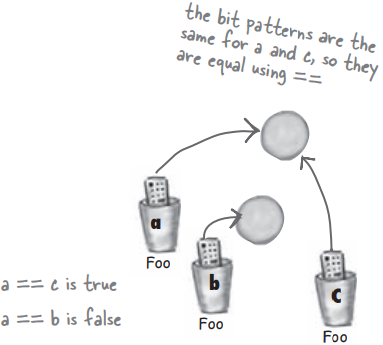 the bit patterns are the
same for a and c, so they
are equal using ==
a
Foo
b
Foo
c
Foo
a == c is true
a == b is false